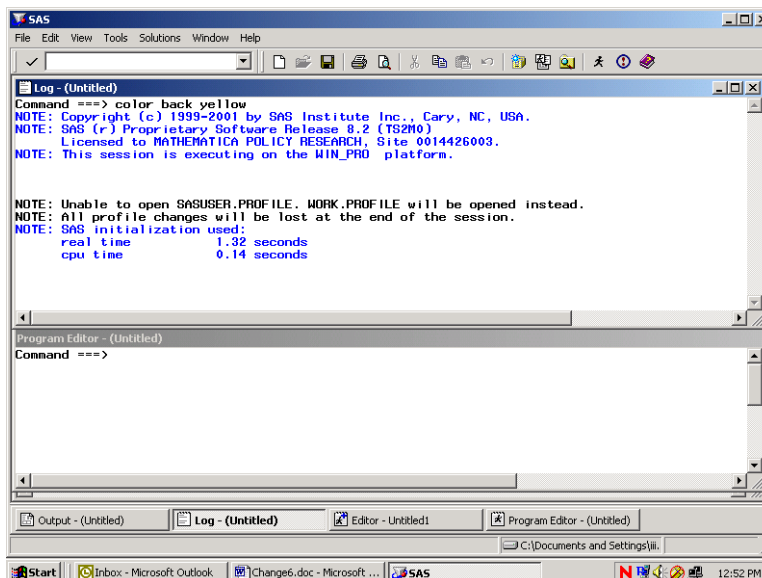 SAS
File Edit View Tools Solutions Window Help
Log - (Untitled)
Command ===> color back yellow
NOTE: Copyright (c) 1999-2001 by SAS Institute Inc., Cary, NC, USA.
NOTE: SAS (r) Proprietary Software Release 8.2 (TS2M0)
Licensed to MATHEMATICA POLICY RESEARCH, Site 0014426003.
NOTE: This session is executing on the WIN_PRO platform.
NOTE: Unable to open SASUSER.PROFILE. WORK.PROFILE will be opened instead.
NOTE: All profile changes will be lost at the end of the session.
NOTE: SAS initialization used:
real time 1.32 seconds
cpu time 0.14 seconds
Program Editor - (Untitled)
Command ===>
Output - (Untitled) Log - (Untitled) Editor - Untitled1 Program Editor - (Untitled)
C:\Documents and Settings\iii.
Start Inbox - Microsoft Outlook Change6.doc - Microsoft ... SAS N 12:52 PM